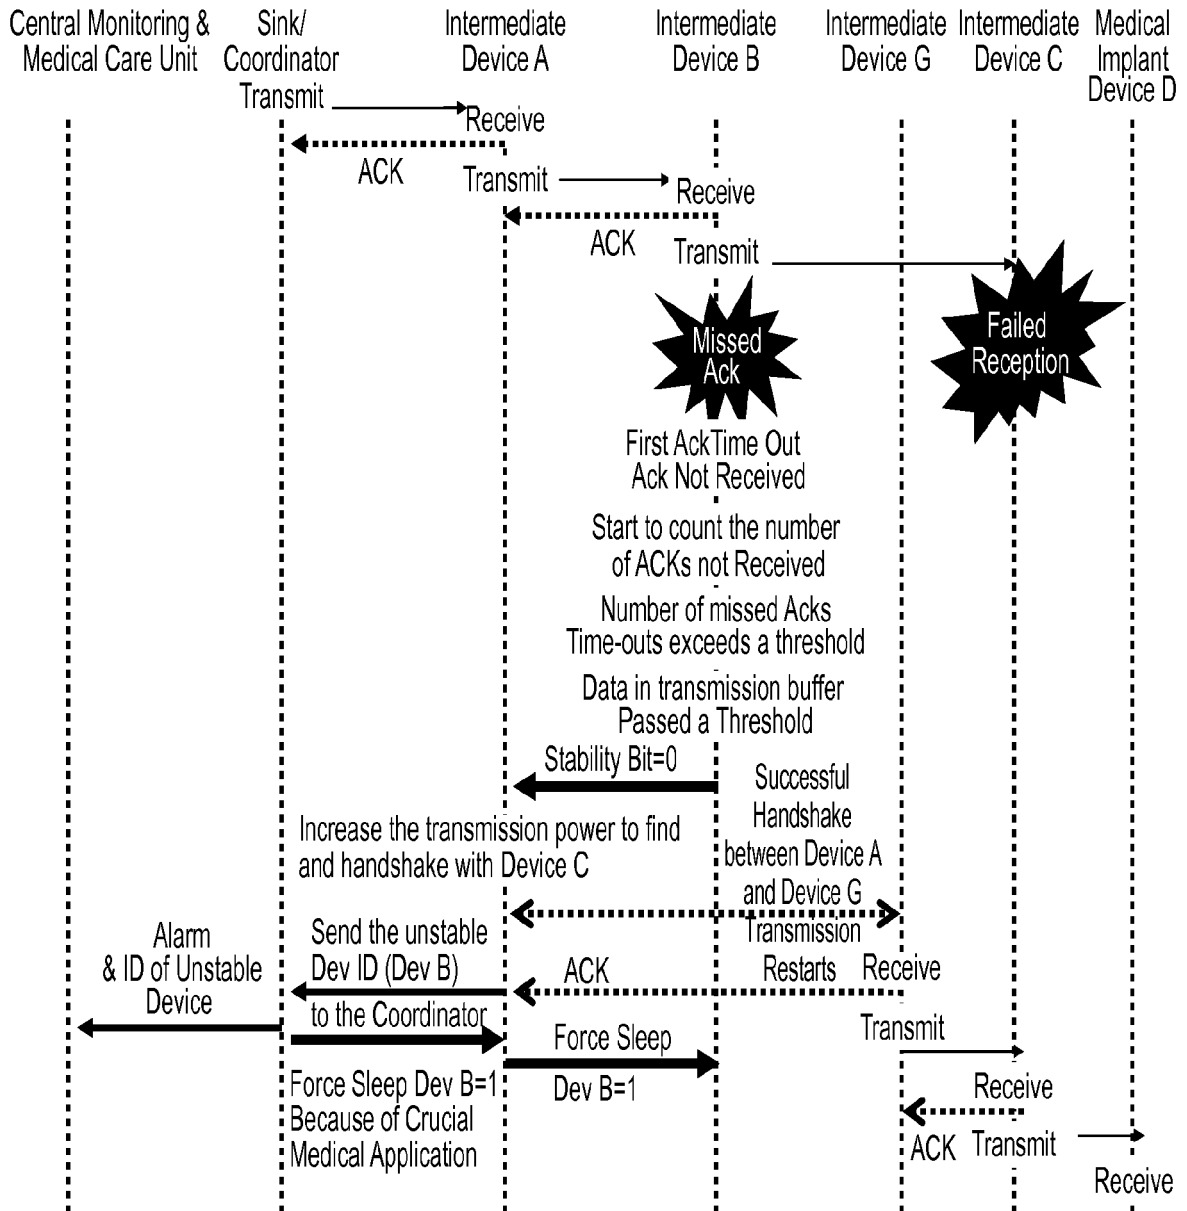 Central Monitoring &
Medical Care Unit
Sink/
Coordinator
Intermediate
Device A
Intermediate
Device B
Intermediate
Device G
Intermediate
Device C
Medical
Implant
Device D
Transmit
Receive
ACK
Transmit
Receive
ACK
Transmit
Missed
Ack
Failed
Reception
First AckTime Out
Ack Not Received
Start to count the number
of ACKs not Received
Number of missed Acks
Time-outs exceeds a threshold
Data in transmission buffer
Passed a Threshold
Stability Bit=0
Increase the transmission power to find
and handshake with Device C
Successful
Handshake
between Device A
and Device G
Transmission
Restarts
Alarm
& ID of Unstable
Device
Send the unstable
Dev ID (Dev B)
to the Coordinator
ACK
Receive
Transmit
Force Sleep
Dev B=1
Force Sleep Dev B=1
Because of Crucial
Medical Application
Receive
ACK
Transmit
Receive